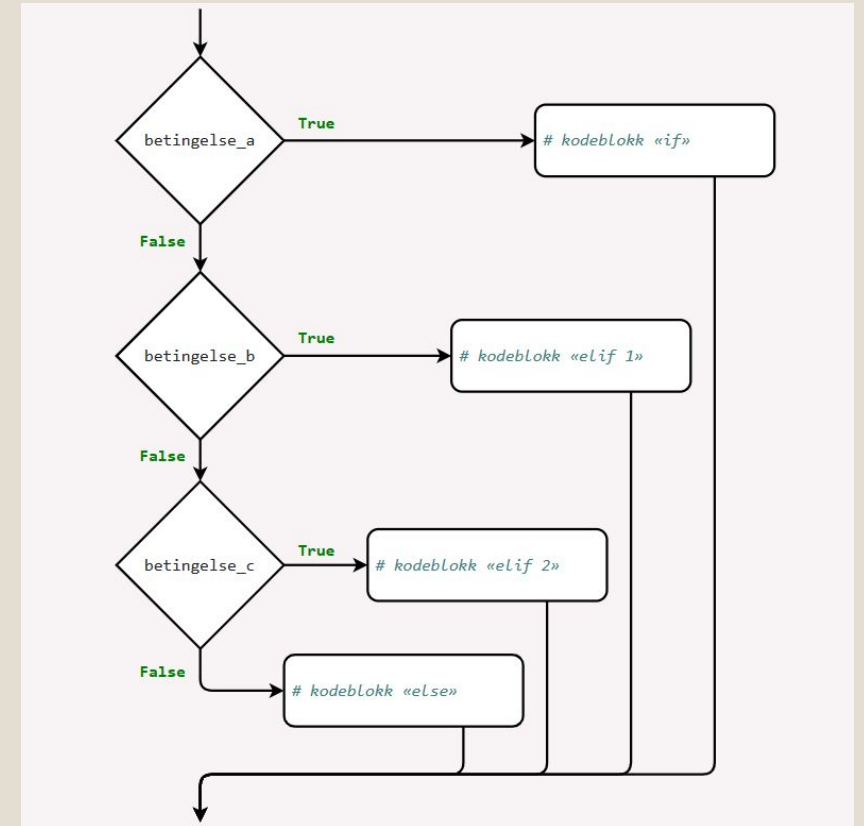 True
betingelse_a
# kodeblokk «if»
False
True
betingelse_b
# kodeblokk «elif 1»
False
True
betingelse_c
# kodeblokk «elif 2»
False
# kodeblokk «else»